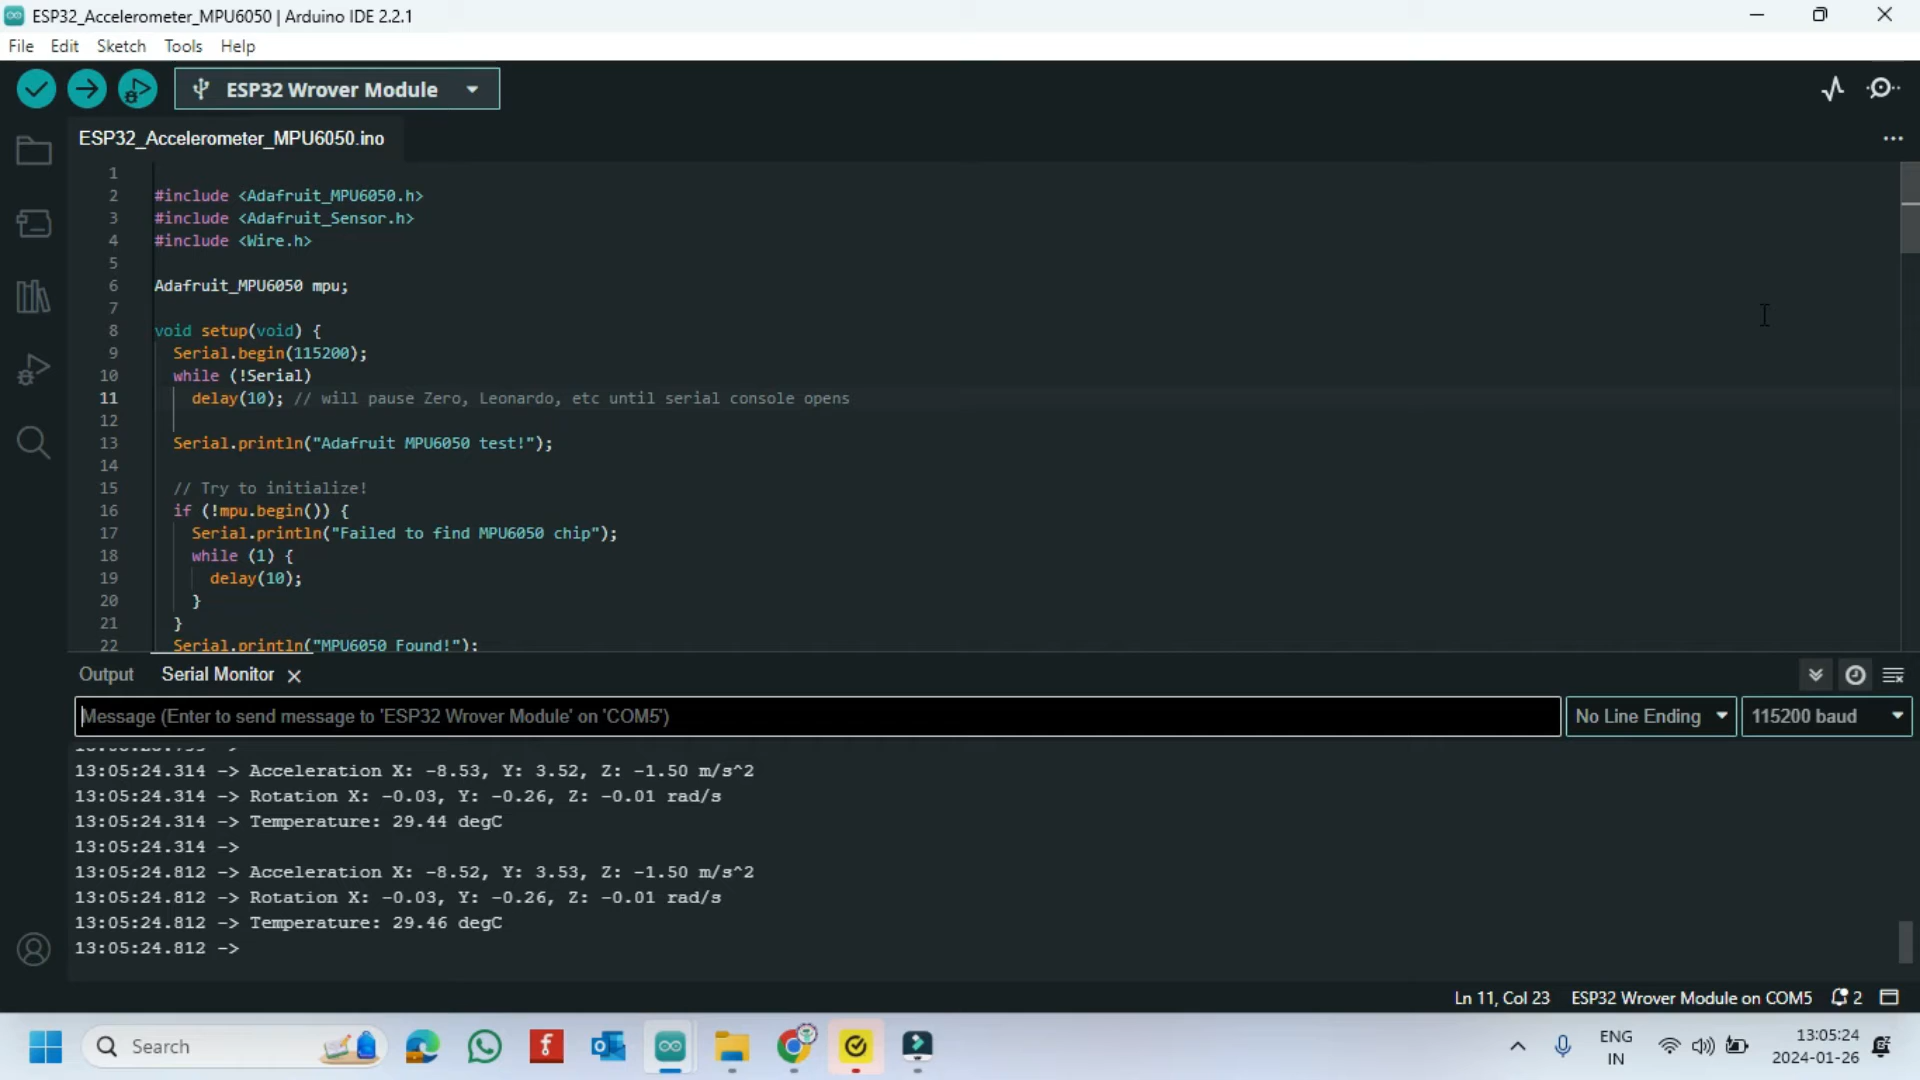 ESP32_Accelerometer_MPU6050 | Arduino IDE 2.2.1
File Edit Sketch Tools Help
ESP32 Wrover Module
ESP32_Accelerometer_MPU6050.ino
1
2 #include <Adafruit_MPU6050.h>
3 #include <Adafruit_Sensor.h>
4 #include <Wire.h>
5
6 Adafruit_MPU6050 mpu;
7
8 void setup(void) {
9 Serial.begin(115200);
10 while (!Serial)
11 delay(10); // will pause Zero, Leonardo, etc until serial console opens
12
13 Serial.println("Adafruit MPU6050 test!");
14
15 // Try to initialize!
16 if (!mpu.begin()) {
17 Serial.println("Failed to find MPU6050 chip");
18 while (1) {
19 delay(10);
20 }
21 }
22 Serial.println("MPU6050 Found!");
Output Serial Monitor
Message (Enter to send message to 'ESP32 Wrover Module' on 'COM5') No Line Ending 115200 baud
13:05:24.314 -> Acceleration X: -8.53, Y: 3.52, Z: -1.50 m/s^2
13:05:24.314 -> Rotation X: -0.03, Y: -0.26, Z: -0.01 rad/s
13:05:24.314 -> Temperature: 29.44 degC
13:05:24.314 ->
13:05:24.812 -> Acceleration X: -8.52, Y: 3.53, Z: -1.50 m/s^2
13:05:24.812 -> Rotation X: -0.03, Y: -0.26, Z: -0.01 rad/s
13:05:24.812 -> Temperature: 29.46 degC
13:05:24.812 ->
Ln 11, Col 23 ESP32 Wrover Module on COM5 2
Search
ENG
IN
13:05:24
2024-01-26